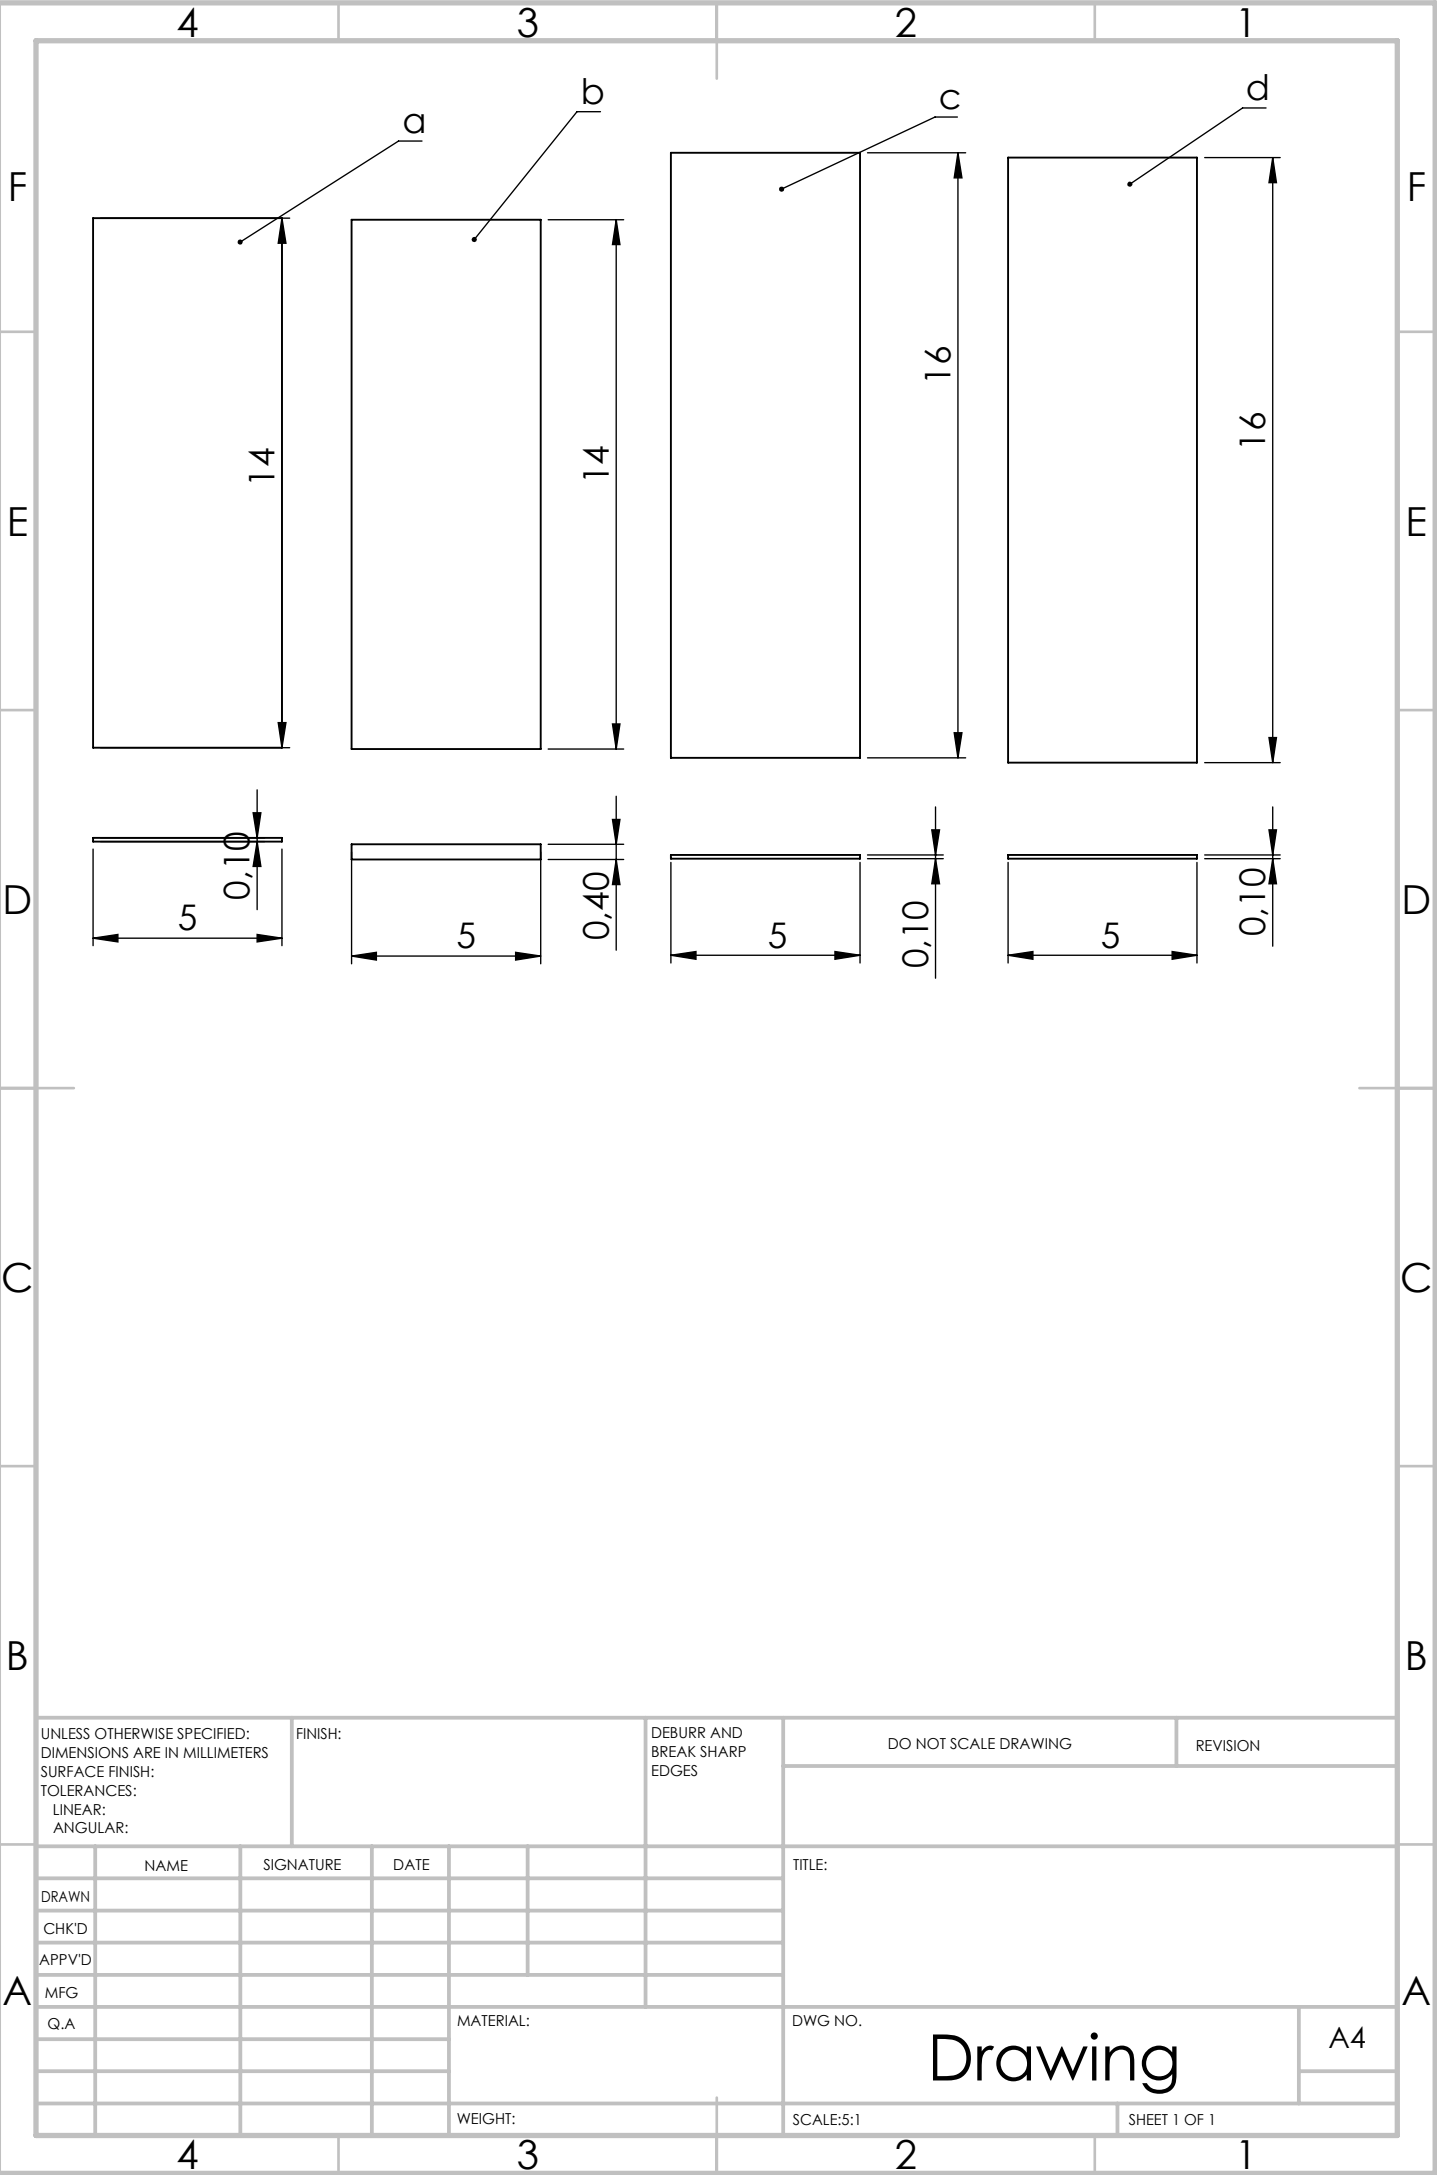 4 3 2 1
a b c d
F F
16
16
14 14
E E
0,10
0,40
0,10
0,10
D D
5 5 5 5
C C
B B
UNLESS OTHERWISE SPECIFIED:
DIMENSIONS ARE IN MILLIMETERS
SURFACE FINISH:
TOLERANCES:
LINEAR:
ANGULAR:
FINISH:
DEBURR AND
BREAK SHARP
EDGES
DO NOT SCALE DRAWING
REVISION
NAME SIGNATURE DATE
TITLE:
DRAWN
CHK'D
APPV'D
MFG
Q.A
A A
MATERIAL:
DWG NO.
Drawing
A4
WEIGHT:
SCALE:5:1
SHEET 1 OF 1
4 3 2 1